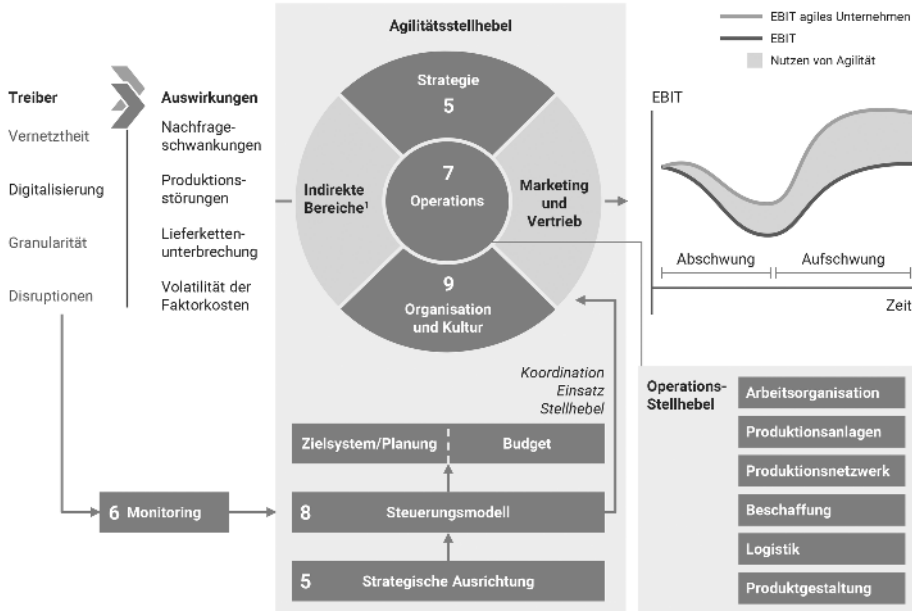 Treiber
Vernetztheit
Digitalisierung
Granularität
Disruptionen
Auswirkungen
Nachfrage-
schwankungen
Produktions-
störungen
Lieferketten-
unterbrechung
Volatilität der
Faktorkosten
Agilitätsstellhebel
Strategie
5
Indirekte
Bereiche¹
7
Operations
Marketing
und
Vertrieb
9
Organisation
und Kultur
Koordination
Einsatz
Stellhebel
Zielsystem/Planung
Budget
6 Monitoring
8 Steuerungsmodell
5 Strategische Ausrichtung
EBIT agiles Unternehmen
EBIT
Nutzen von Agilität
EBIT
Abschwung
Aufschwung
Zeit
Operations-
Stellhebel
Arbeitsorganisation
Produktionsanlagen
Produktionsnetzwerk
Beschaffung
Logistik
Produktgestaltung